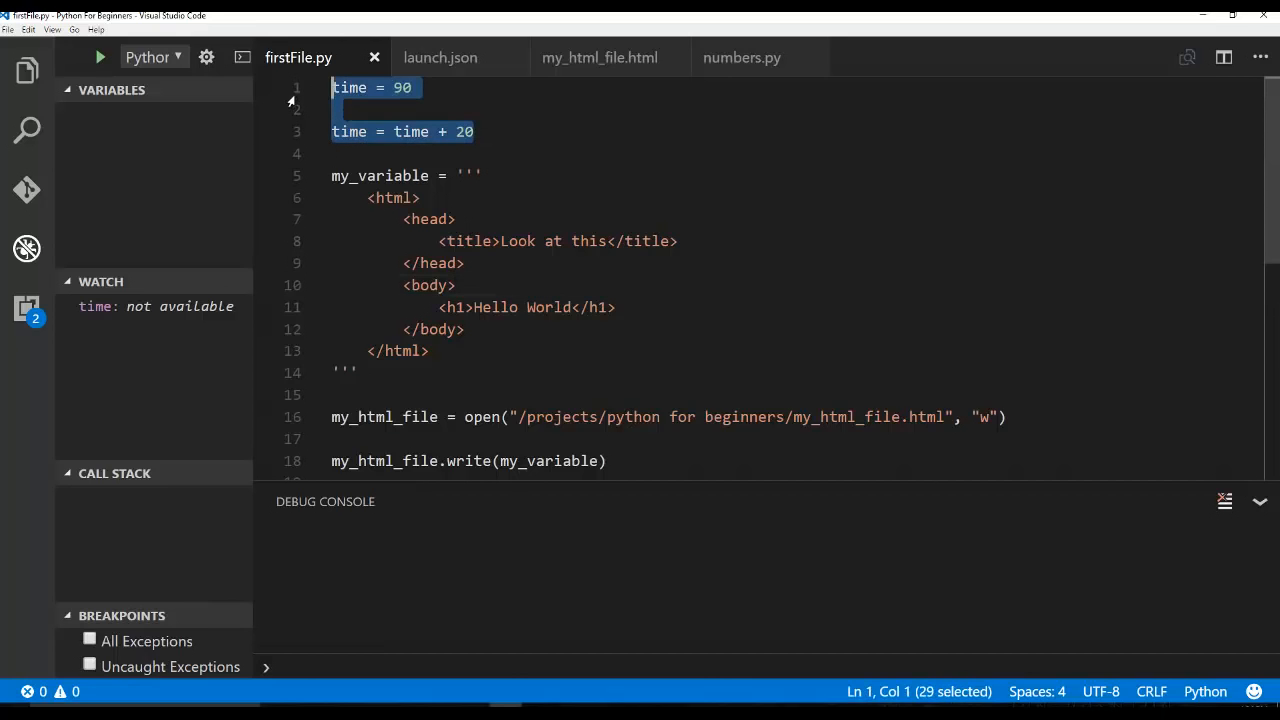 firstFile.py - Python For Beginners - Visual Studio Code
File Edit View Go Help
Python
firstFile.py
launch.json
my_html_file.html
numbers.py
VARIABLES
WATCH
time: not available
CALL STACK
BREAKPOINTS
All Exceptions
Uncaught Exceptions
2
1 time = 90
2
3 time = time + 20
4
5 my_variable = '''
6 <html>
7 <head>
8 <title>Look at this</title>
9 </head>
10 <body>
11 <h1>Hello World</h1>
12 </body>
13 </html>
14 '''
15
16 my_html_file = open("/projects/python for beginners/my_html_file.html", "w")
17
18 my_html_file.write(my_variable)
DEBUG CONSOLE
0 0
Ln 1, Col 1 (29 selected) Spaces: 4 UTF-8 CRLF Python